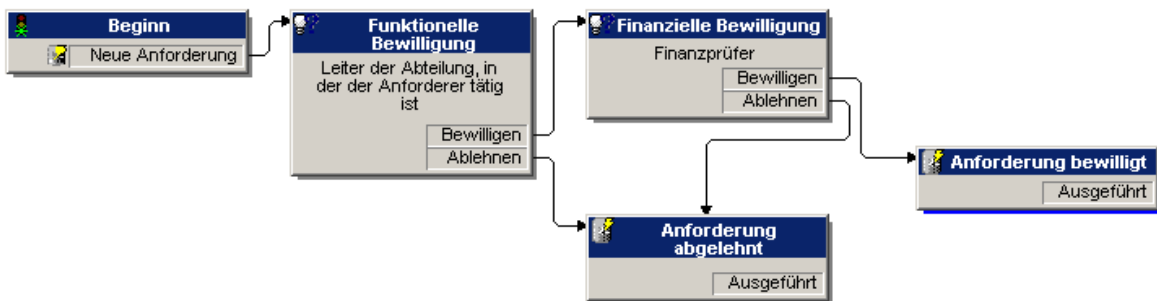 Beginn
Neue Anforderung
Funktionelle
Bewilligung
Leiter der Abteilung, in
der der Anforderer tätig
ist
Bewilligen
Ablehnen
Finanzielle Bewilligung
Finanzprüfer
Bewilligen
Ablehnen
Anforderung bewilligt
Ausgeführt
Anforderung
abgelehnt
Ausgeführt